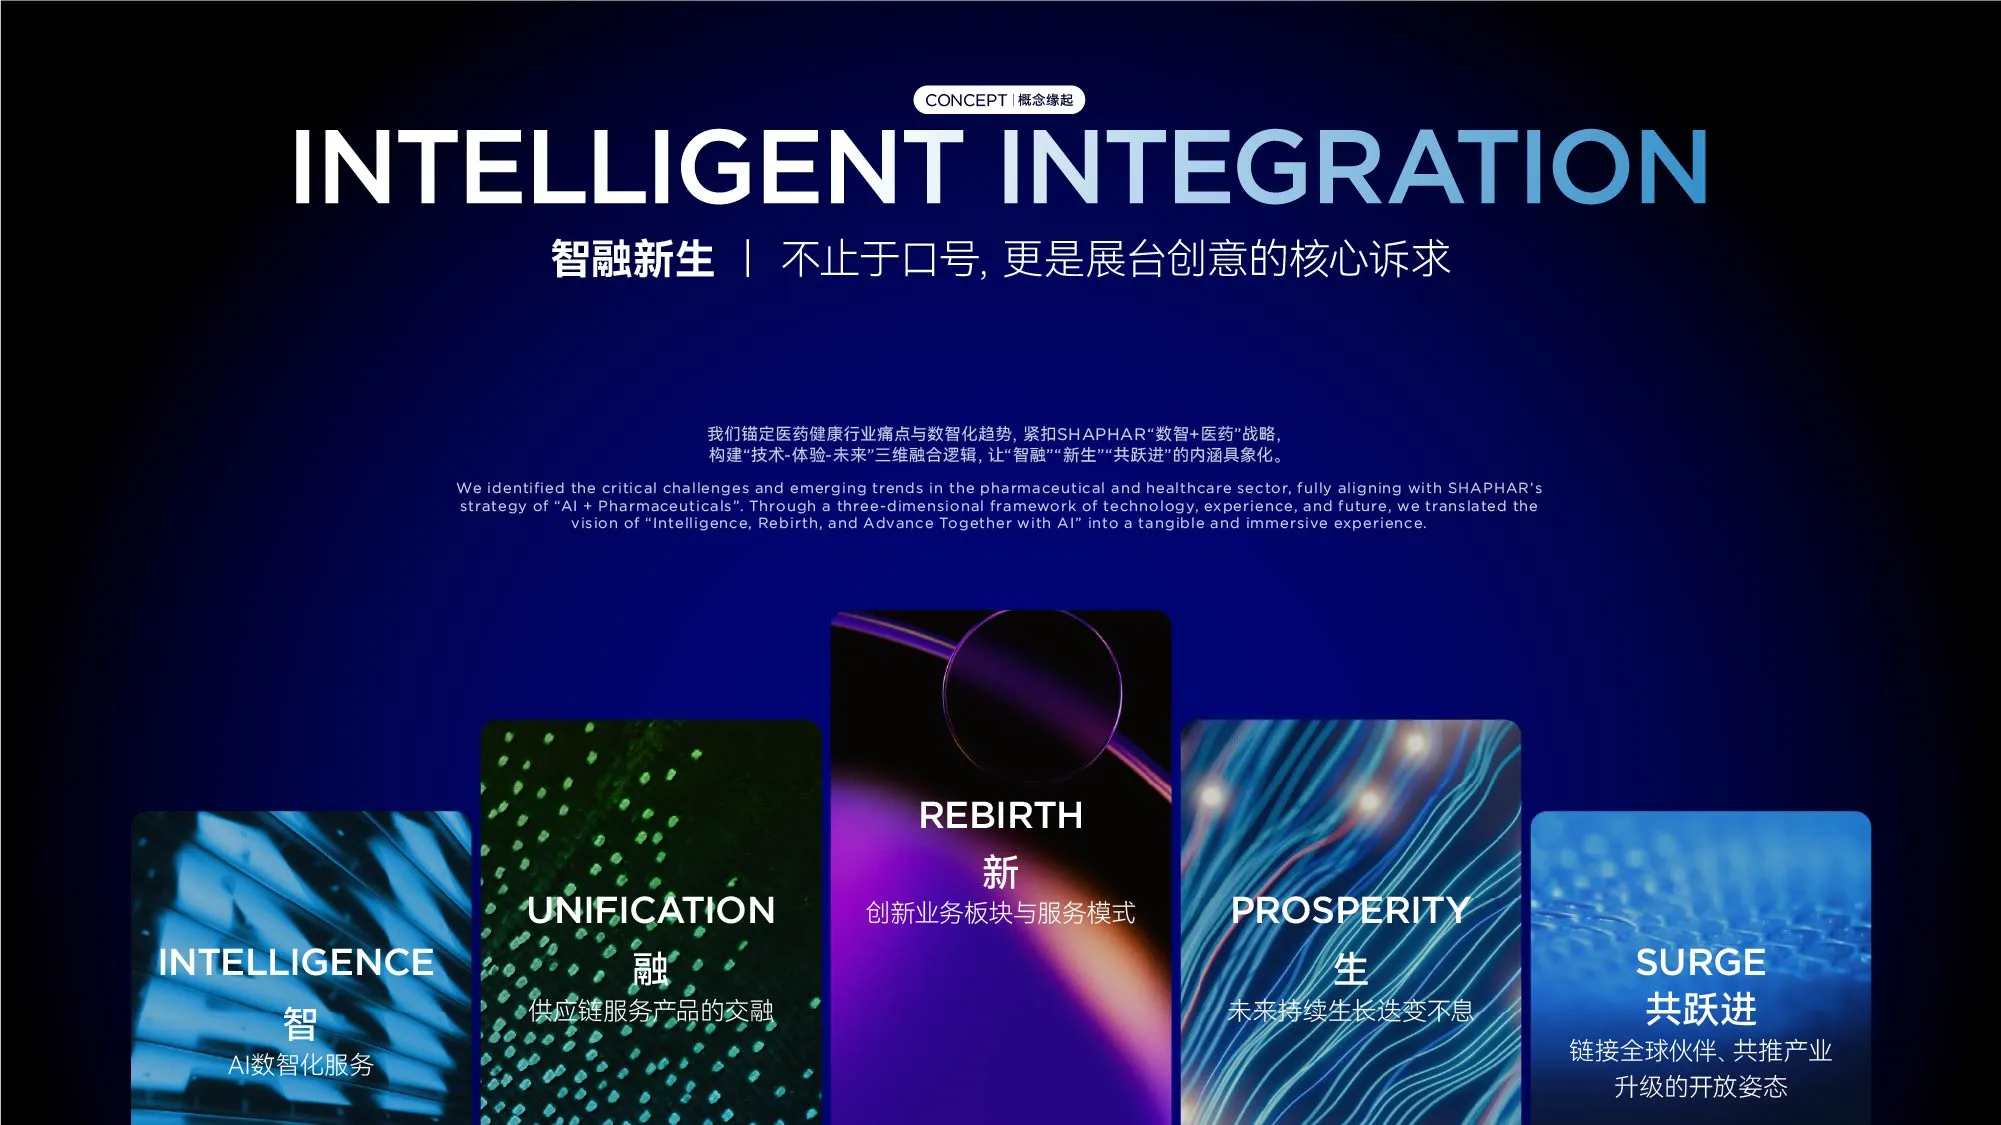 CONCEPT | 概念缘起
INTELLIGENT INTEGRATION
智融新生 | 不止于口号, 更是展台创意的核心诉求
我们锚定医药健康行业痛点与数智化趋势, 紧扣SHAPHAR“数智+医药”战略,
构建“技术-体验-未来”三维融合逻辑, 让“智融”“新生”“共跃进”的内涵具象化。
We identified the critical challenges and emerging trends in the pharmaceutical and healthcare sector, fully aligning with SHAPHAR’s
strategy of “AI + Pharmaceuticals”. Through a three-dimensional framework of technology, experience, and future, we translated the
vision of “Intelligence, Rebirth, and Advance Together with AI” into a tangible and immersive experience.
INTELLIGENCE
智
AI数智化服务
UNIFICATION
融
供应链服务产品的交融
REBIRTH
新
创新业务板块与服务模式
PROSPERITY
生
未来持续生长迭变不息
SURGE
共跃进
链接全球伙伴、共推产业
升级的开放姿态